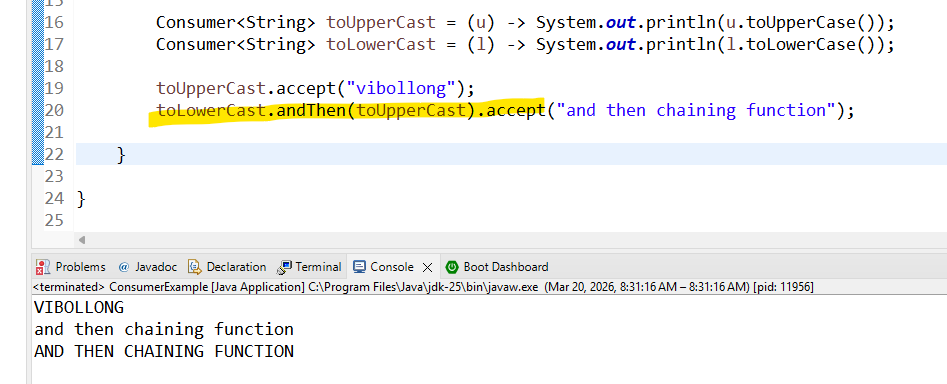 16 Consumer<String> toUpperCast = (u) -> System.out.println(u.toUpperCase());
17 Consumer<String> toLowerCast = (l) -> System.out.println(l.toLowerCase());
18
19 toUpperCast.accept("vibollong");
20 toLowerCast.andThen(toUpperCast).accept("and then chaining function");
21
22 }
23
24 }
25
Problems @ Javadoc Declaration Terminal Console Boot Dashboard
<terminated> ConsumerExample [Java Application] C:\Program Files\Java\jdk-25\bin\javaw.exe (Mar 20, 2026, 8:31:16 AM – 8:31:16 AM) [pid: 11956]
VIBOLLONG
and then chaining function
AND THEN CHAINING FUNCTION